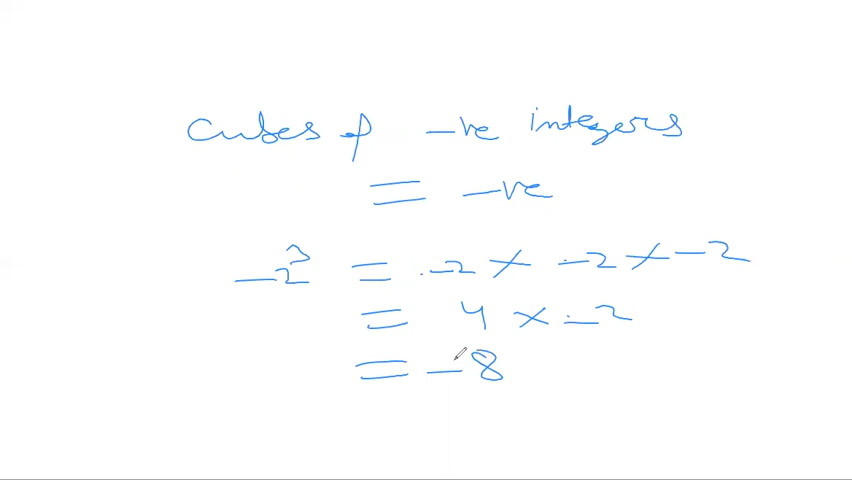 cubes of -ve integers
= -ve
-2³ = -2 × -2 × -2
= 4 × -2
= -8